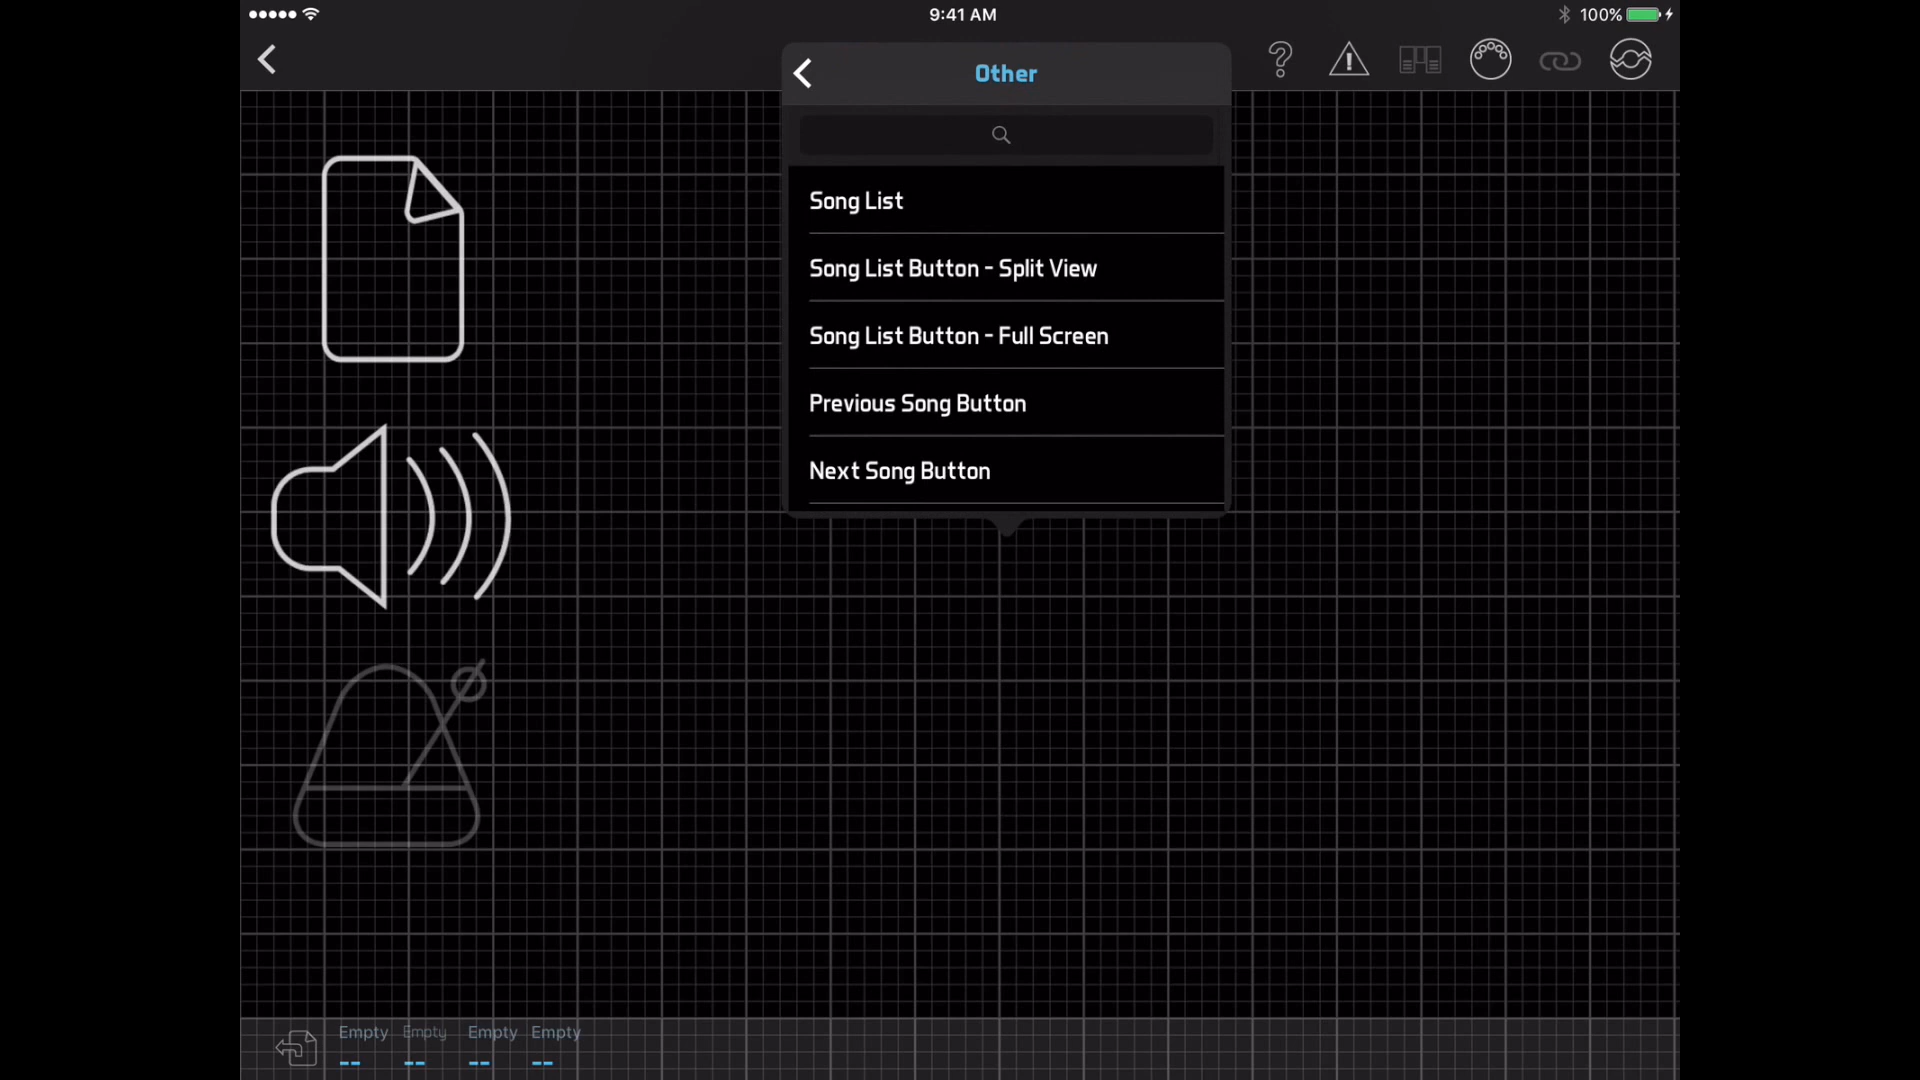 9:41 AM
100%
Other
Song List
Song List Button - Split View
Song List Button - Full Screen
Previous Song Button
Next Song Button
Empty Empty Empty Empty
-- -- -- --